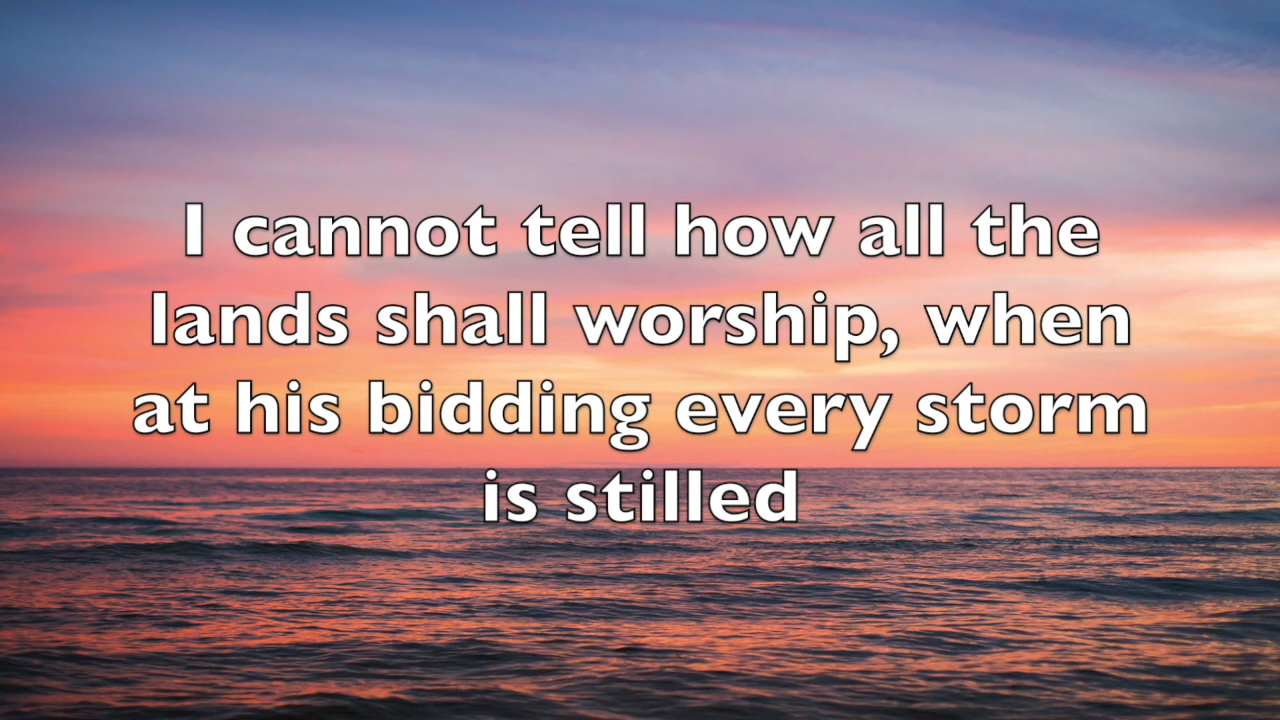 I cannot tell how all the
lands shall worship, when
at his bidding every storm
is stilled